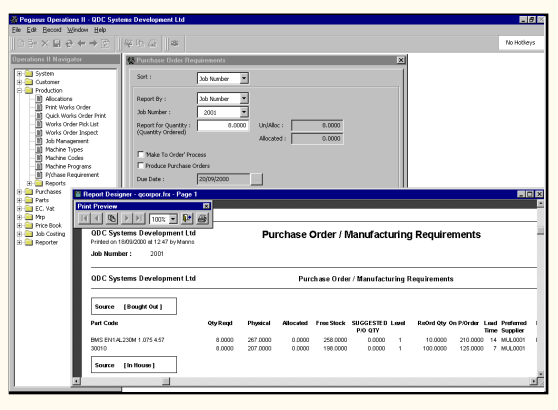 Pegasus Operations II - QDC Systems Development Ltd
File Edit Record Window Help
No Hotkeys
Operations II Navigator
System
Customer
Production
Allocations
Print Works Order
Quick Works Order Print
Works Order Pick List
Works Order Inspect
Job Management
Machine Types
Machine Codes
Machine Programs
P/chase Requirement
Reports
Purchases
Parts
EC. Vat
Mrp
Price Book
Job Costing
Reporter
Purchase Order Requirements
Sort : Job Number
Report By : Job Number
Job Number : 2001
Report for Quantity : 8.0000 Un/Alloc : 8.0000
(Quantity Ordered) Allocated : 0.0000
'Make To Order' Process
Produce Purchase Orders
Due Date : 20/09/2000
Report Designer - qcorpor.frx - Page 1
Print Preview
100%
QDC Systems Development Ltd Purchase Order / Manufacturing Requirements
Printed on 18/09/2000 at 12:47 by Manno
Job Number : 2001
QDC Systems Development Ltd Purchase Order / Manufacturing Requirements
Source [Bought Out]
Part Code Qty Reqd Physical Allocated Free Stock SUGGESTED Level ReOrd Qty On P/Order Lead Preferred
P/O QTY Time Supplier
BMS EN1AL230M 1.075 4.57 8.0000 267.0000 0.0000 258.0000 0.0000 1 10.0000 210.0000 14 MUL0001
30010 8.0000 207.0000 0.0000 198.0000 0.0000 1 100.0000 125.0000 7 MUL0001
Source [In House]